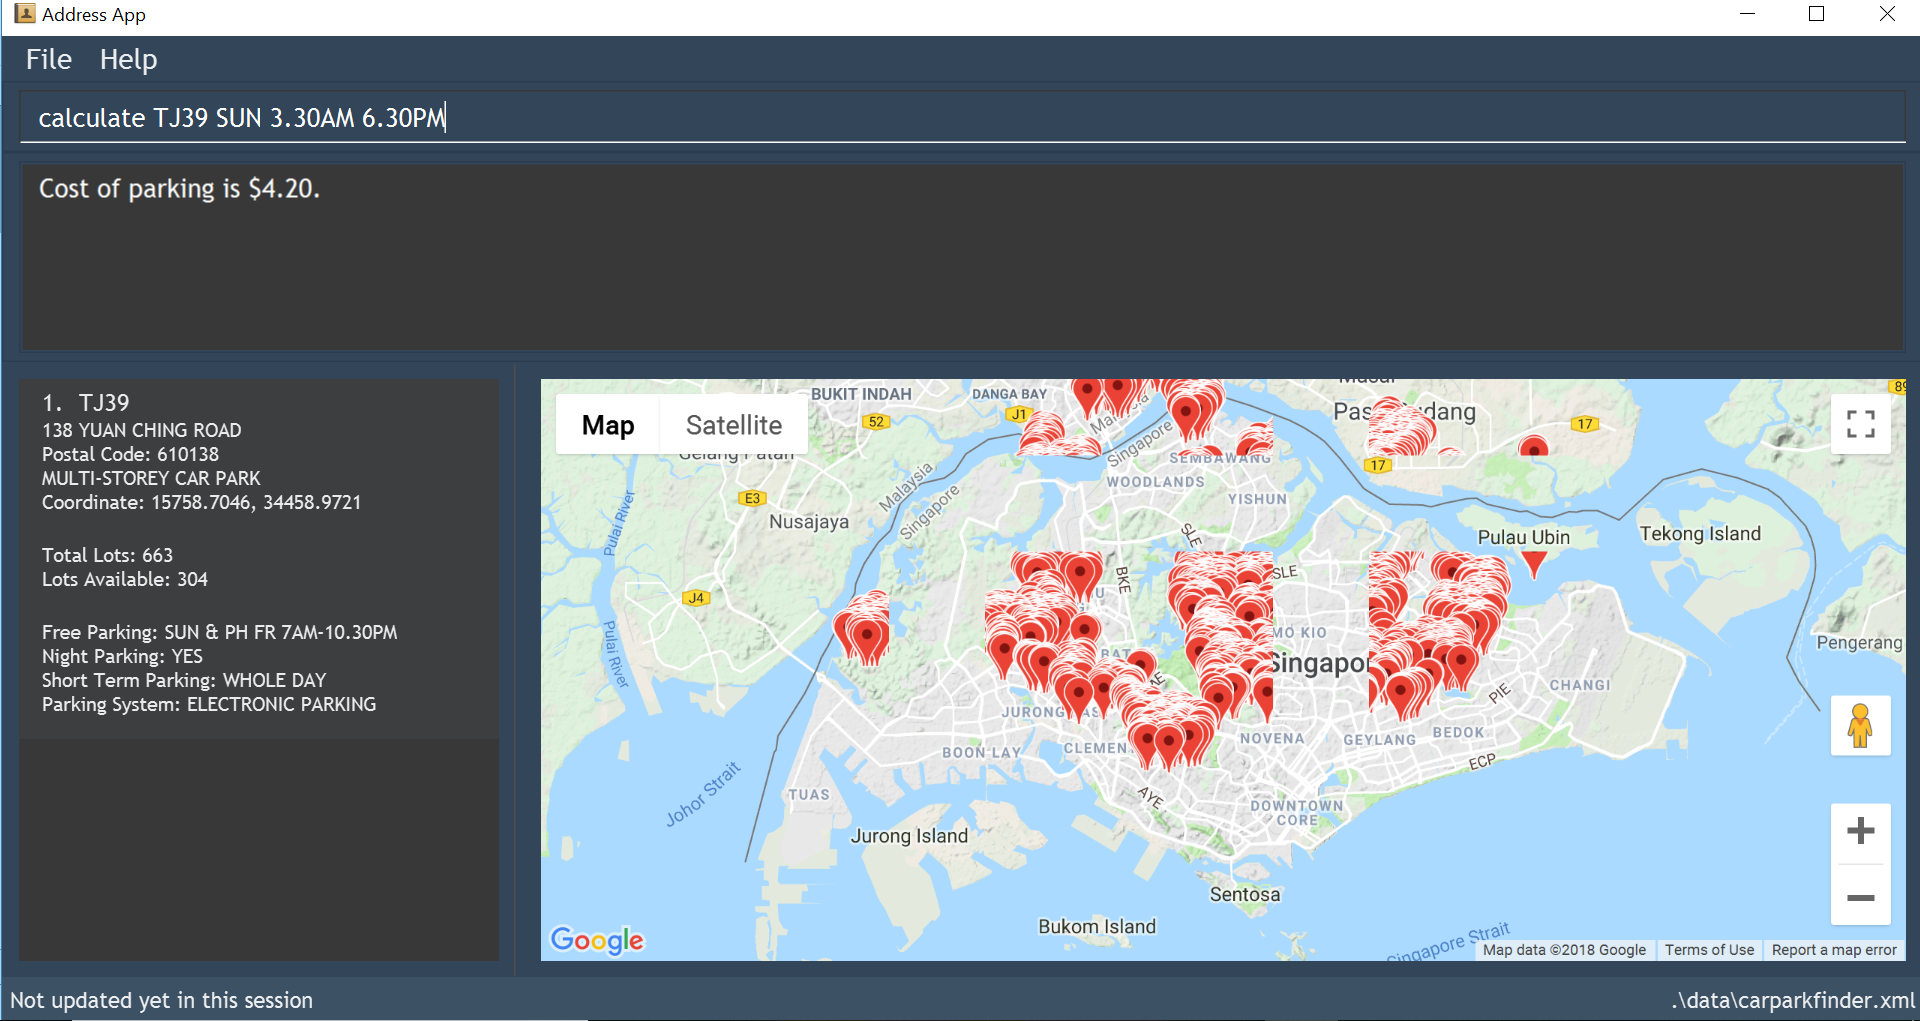 Address App
File Help
calculate TJ39 SUN 3.30AM 6.30PM
Cost of parking is $4.20.
1. TJ39
138 YUAN CHING ROAD
Postal Code: 610138
MULTI-STOREY CAR PARK
Coordinate: 15758.7046, 34458.9721
Total Lots: 663
Lots Available: 304
Free Parking: SUN & PH FR 7AM-10.30PM
Night Parking: YES
Short Term Parking: WHOLE DAY
Parking System: ELECTRONIC PARKING
Map Satellite
BUKIT INDAH
DANGA BAY
89
52
J1
17
17
Malaysia
Singapore
Singapore
SEMBAWANG
WOODLANDS
YISHUN
E3
Nusajaya
Pulai River
Pulai River
J4
SLE
SLE
BKE
Pulau Ubin
Tekong Island
Pengerang
MO KIO
PIE
CHANGI
BEDOK
GEYLANG
NOVENA
ECP
BOON LAY
TUAS
AYE
DOWNTOWN
CORE
Johor Strait
Jurong Island
Sentosa
Bukom Island
Singapore Strait
Google
Map data ©2018 Google
Terms of Use
Report a map error
Not updated yet in this session
.\data\carparkfinder.xml